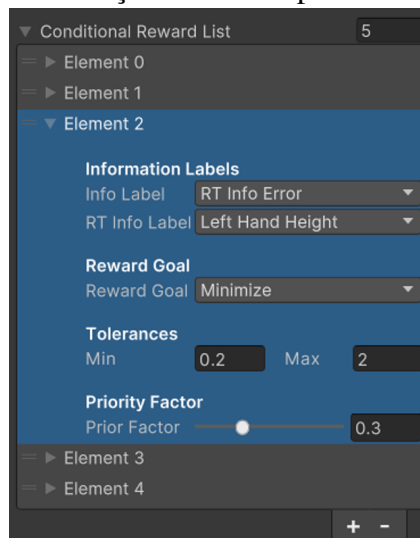 Conditional Reward List 5
Element 0
Element 1
Element 2
Information Labels
Info Label RT Info Error
RT Info Label Left Hand Height
Reward Goal
Reward Goal Minimize
Tolerances
Min 0.2 Max 2
Priority Factor
Prior Factor 0.3
Element 3
Element 4
+ -